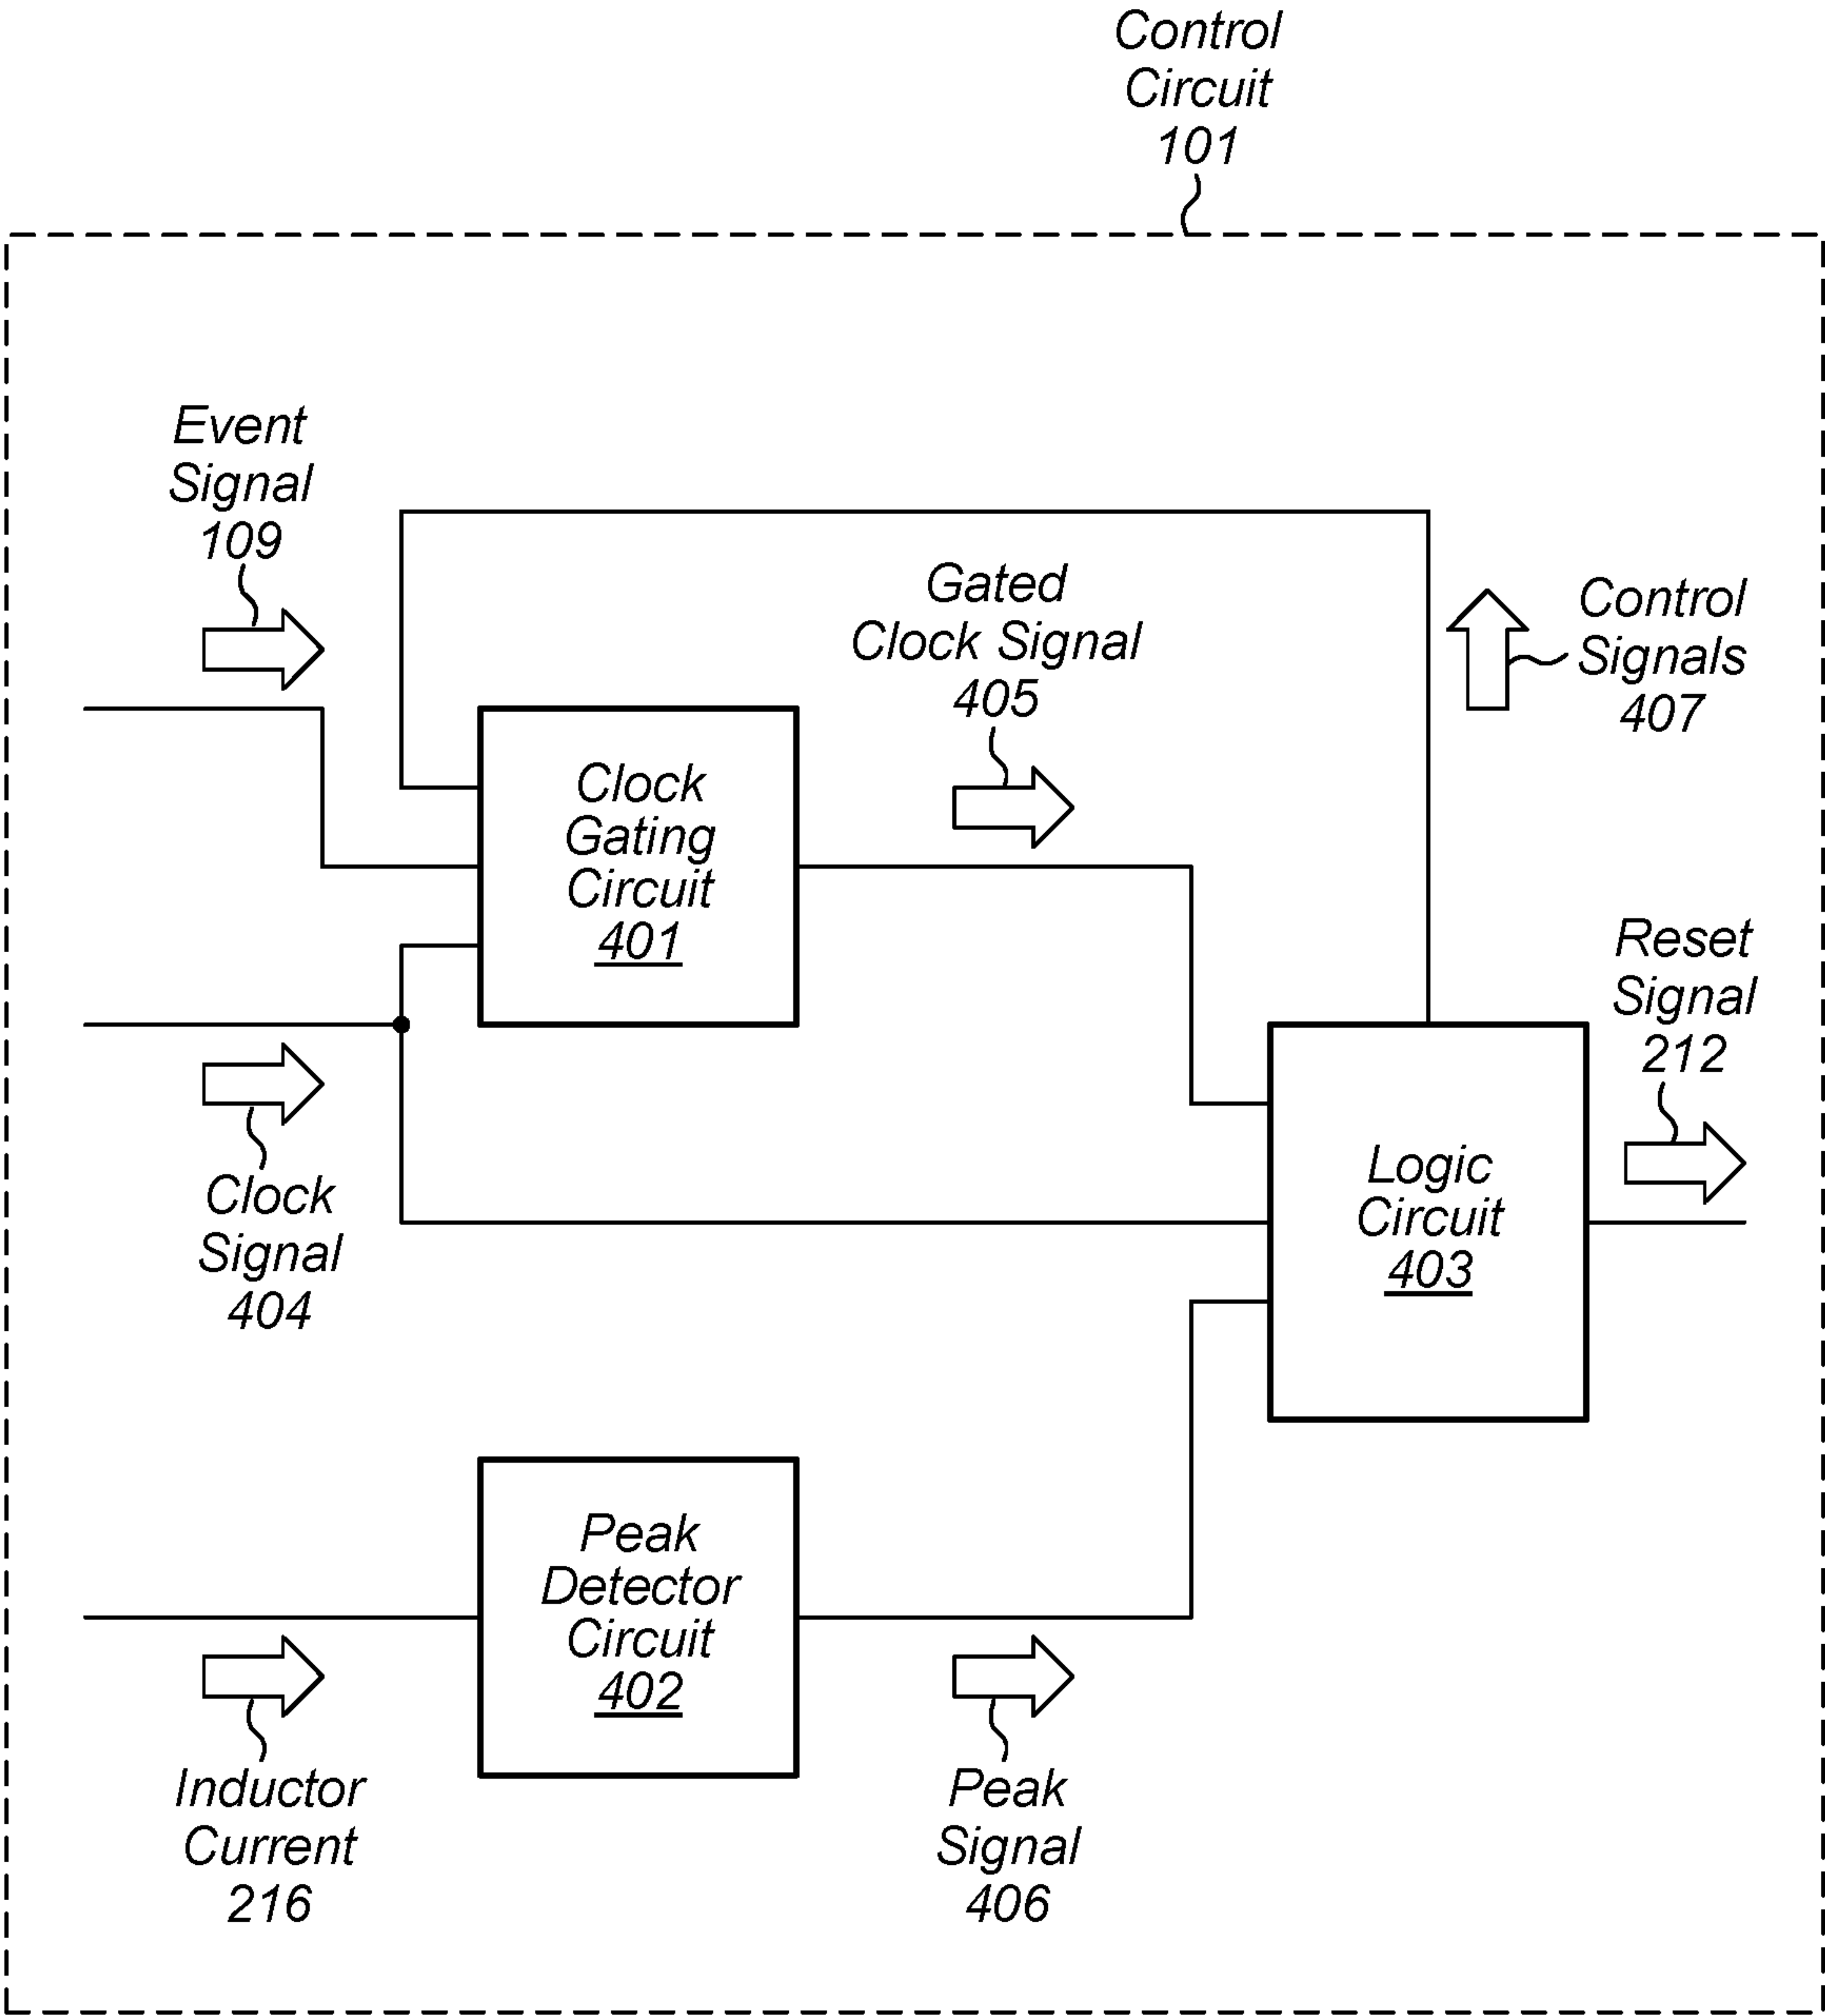 Control
Circuit
101
Event
Signal
109
Gated
Clock Signal
405
Control
Signals
407
Clock
Gating
Circuit
401
Reset
Signal
212
Clock
Signal
404
Logic
Circuit
403
Peak
Detector
Circuit
402
Inductor
Current
216
Peak
Signal
406